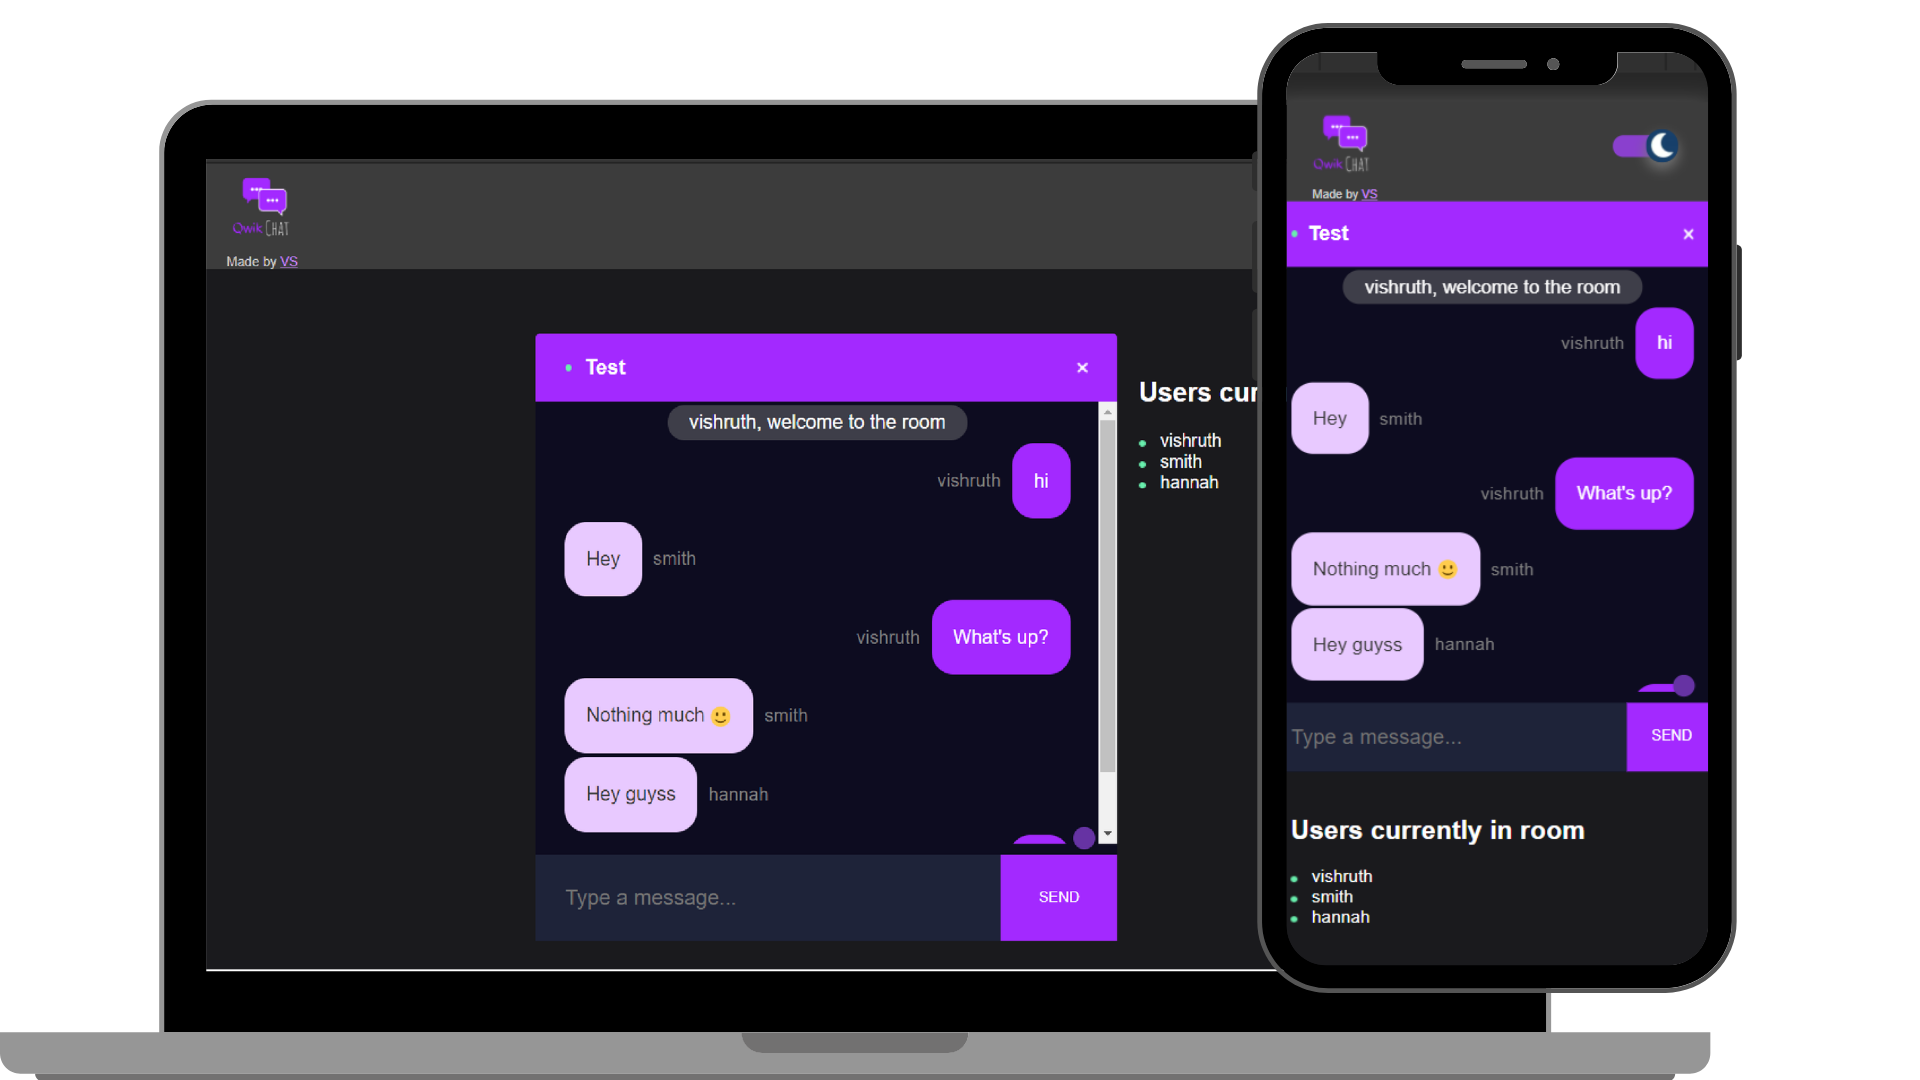 Qwik CHAT
Made by VS
Test ×
vishruth, welcome to the room
vishruth hi
Hey smith
vishruth What's up?
Nothing much 🙂 smith
Hey guyss hannah
Type a message... SEND
Users cur
vishruth
smith
hannah
Qwik CHAT
Made by VS
Test ×
vishruth, welcome to the room
vishruth hi
Hey smith
vishruth What's up?
Nothing much 🙂 smith
Hey guyss hannah
Type a message... SEND
Users currently in room
vishruth
smith
hannah